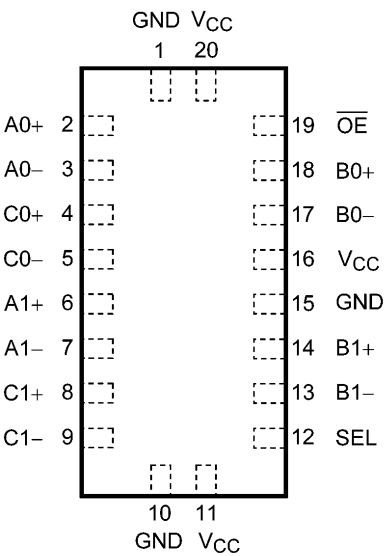 GND VCC
1 20
A0+ 2 19 OE
A0− 3 18 B0+
C0+ 4 17 B0−
C0− 5 16 VCC
A1+ 6 15 GND
A1− 7 14 B1+
C1+ 8 13 B1−
C1− 9 12 SEL
10 11
GND VCC